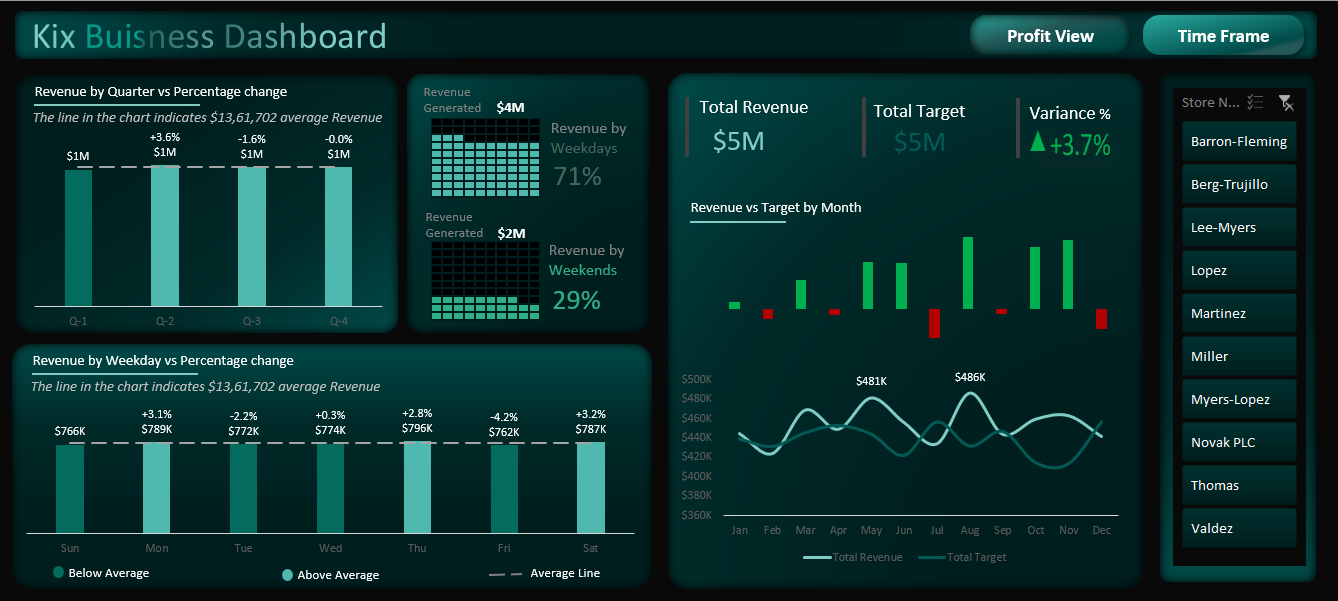 Kix Buisness Dashboard
Profit View
Time Frame
Revenue by Quarter vs Percentage change
The line in the chart indicates $13,61,702 average Revenue
+3.6%
-1.6%
-0.0%
$1M
$1M
$1M
$1M
Q-1
Q-2
Q-3
Q-4
Revenue
Generated
$4M
Revenue by
Weekdays
71%
Revenue
Generated
$2M
Revenue by
Weekends
29%
Total Revenue
$5M
Total Target
$5M
Variance %
▲+3.7%
Revenue vs Target by Month
$500K
$480K
$460K
$440K
$420K
$400K
$380K
$360K
$481K
$486K
Jan
Feb
Mar
Apr
May
Jun
Jul
Aug
Sep
Oct
Nov
Dec
Total Revenue
Total Target
Store N...
Barron-Fleming
Berg-Trujillo
Lee-Myers
Lopez
Martinez
Miller
Myers-Lopez
Novak PLC
Thomas
Valdez
Revenue by Weekday vs Percentage change
The line in the chart indicates $13,61,702 average Revenue
+3.1%
-2.2%
+0.3%
+2.8%
-4.2%
+3.2%
$766K
$789K
$772K
$774K
$796K
$762K
$787K
Sun
Mon
Tue
Wed
Thu
Fri
Sat
Below Average
Above Average
Average Line